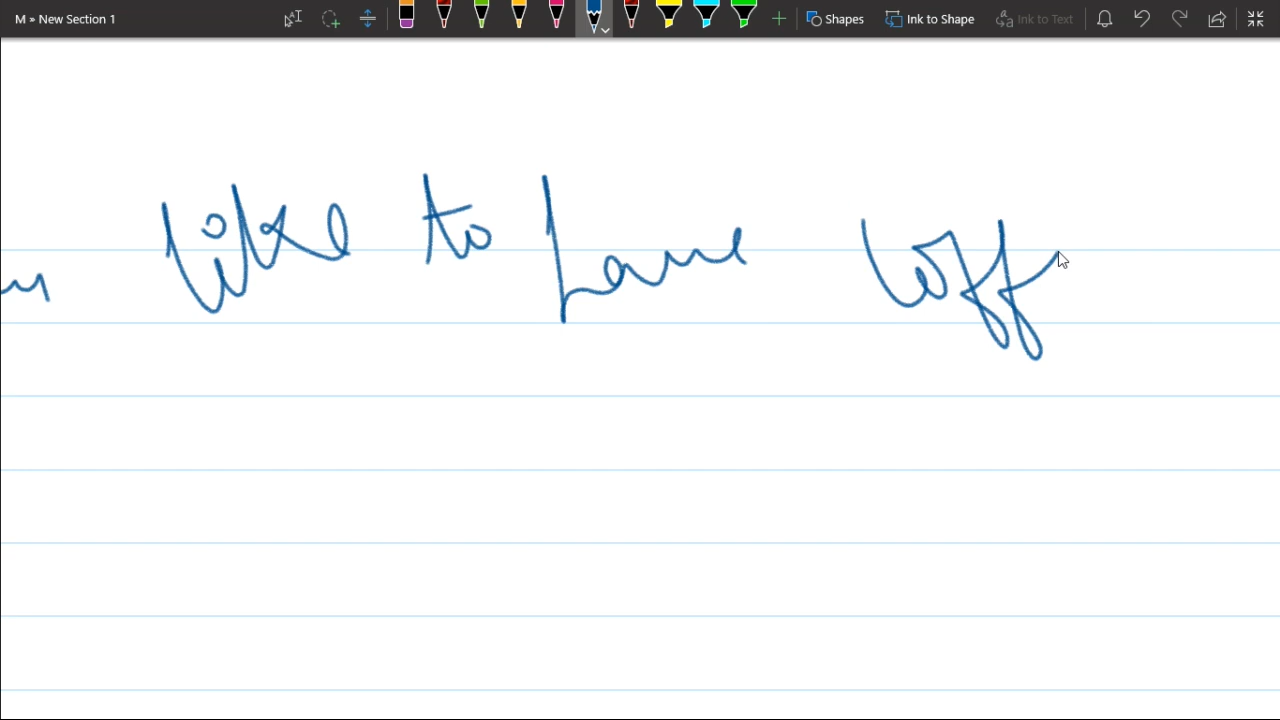 M » New Section 1 Shapes Ink to Shape Ink to Text
like to have coff